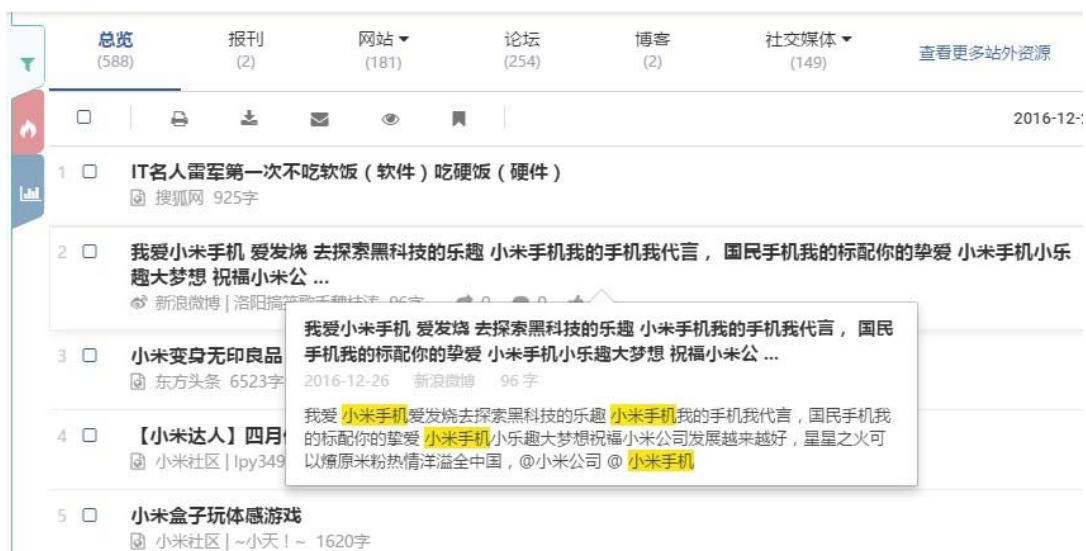 总览 报刊 网站 论坛 博客 社交媒体 查看更多站外资源
(588) (2) (181) (254) (2) (149)
2016-12-
1 IT名人雷军第一次不吃软饭（软件）吃硬饭（硬件）
搜狐网 925字
2 我爱小米手机 爱发烧 去探索黑科技的乐趣 小米手机我的手机我代言， 国民手机我的标配你的挚爱 小米手机小乐
趣大梦想 祝福小米公 ...
新浪微博 | 洛阳搞笑歌手魏 96字 0 0
我爱小米手机 爱发烧 去探索黑科技的乐趣 小米手机我的手机我代言， 国民
手机我的标配你的挚爱 小米手机小乐趣大梦想 祝福小米公 ...
2016-12-26 新浪微博 96 字
我爱 小米手机爱发烧去探索黑科技的乐趣 小米手机我的手机我代言，国民手机我
的标配你的挚爱 小米手机小乐趣大梦想祝福小米公司发展越来越好，星星之火可
以燎原米粉热情洋溢全中国，@小米公司 @ 小米手机
3 小米变身无印良品
东方头条 6523字
4 【小米达人】四月
小米社区 | lpy349
5 小米盒子玩体感游戏
小米社区 | ~小天！~ 1620字